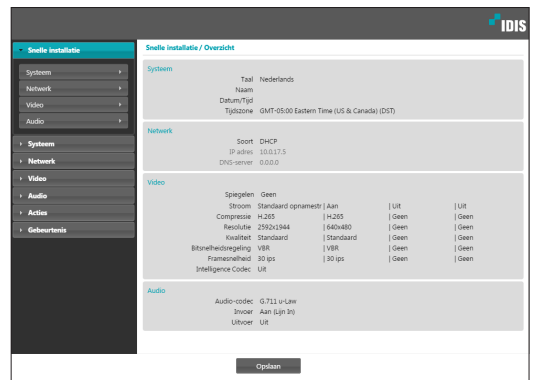 IDIS
Snelle installatie
Systeem
Netwerk
Video
Audio
Systeem
Netwerk
Video
Audio
Acties
Gebeurtenis
Snelle installatie / Overzicht
Systeem
Taal Nederlands
Naam
Datum/Tijd
Tijdszone GMT-05:00 Eastern Time (US & Canada) (DST)
Netwerk
Soort DHCP
IP adres 10.0.17.5
DNS-server 0.0.0.0
Video
Spiegelen Geen
Stroom Standaard opnamestr | Aan | Uit | Uit
Compressie H.265 | H.265 | Geen | Geen
Resolutie 2592x1944 | 640x480 | Geen | Geen
Kwaliteit Standaard | Standaard | Geen | Geen
Bitsnelheidsregeling VBR | VBR | Geen | Geen
Framesnelheid 30 ips | 30 ips | Geen | Geen
Intelligence Codec Uit
Audio
Audio-codec G.711 u-Law
Invoer Aan (Lijn In)
Uitvoer Uit
Opslaan